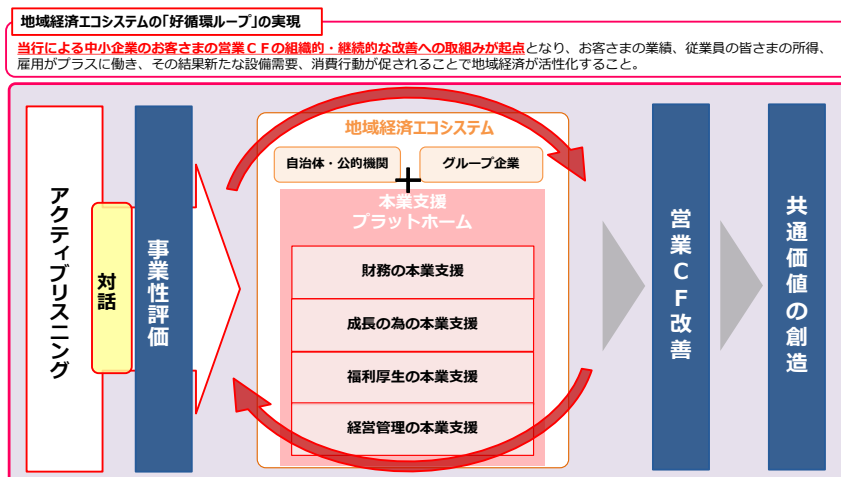 地域経済エコシステムの「好循環ループ」の実現
当行による中小企業のお客さまの営業ＣＦの組織的・継続的な改善への取組みが起点となり、お客さまの業績、従業員の皆さまの所得、
雇用がプラスに働き、その結果新たな設備需要、消費行動が促されることで地域経済が活性化すること。
アクティブリスニング
対話
事業性評価
地域経済エコシステム
自治体・公的機関
グループ企業
＋
本業支援
プラットホーム
財務の本業支援
成長の為の本業支援
福利厚生の本業支援
経営管理の本業支援
営業ＣＦ改善
共通価値の創造